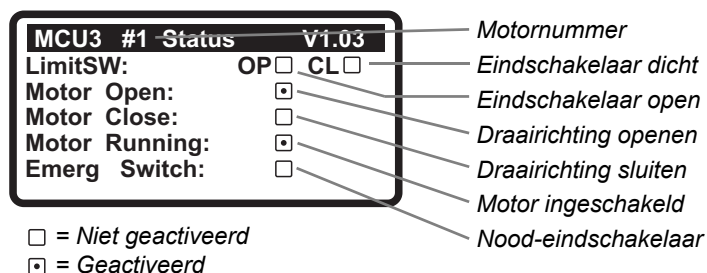 MCU3 #1 Status V1.03
LimitSW: OP□ CL□
Motor Open: ⊡
Motor Close: □
Motor Running: ⊡
Emerg Switch: □
Motornummer
Eindschakelaar dicht
Eindschakelaar open
Draairichting openen
Draairichting sluiten
Motor ingeschakeld
Nood-eindschakelaar
□ = Niet geactiveerd
⊡ = Geactiveerd